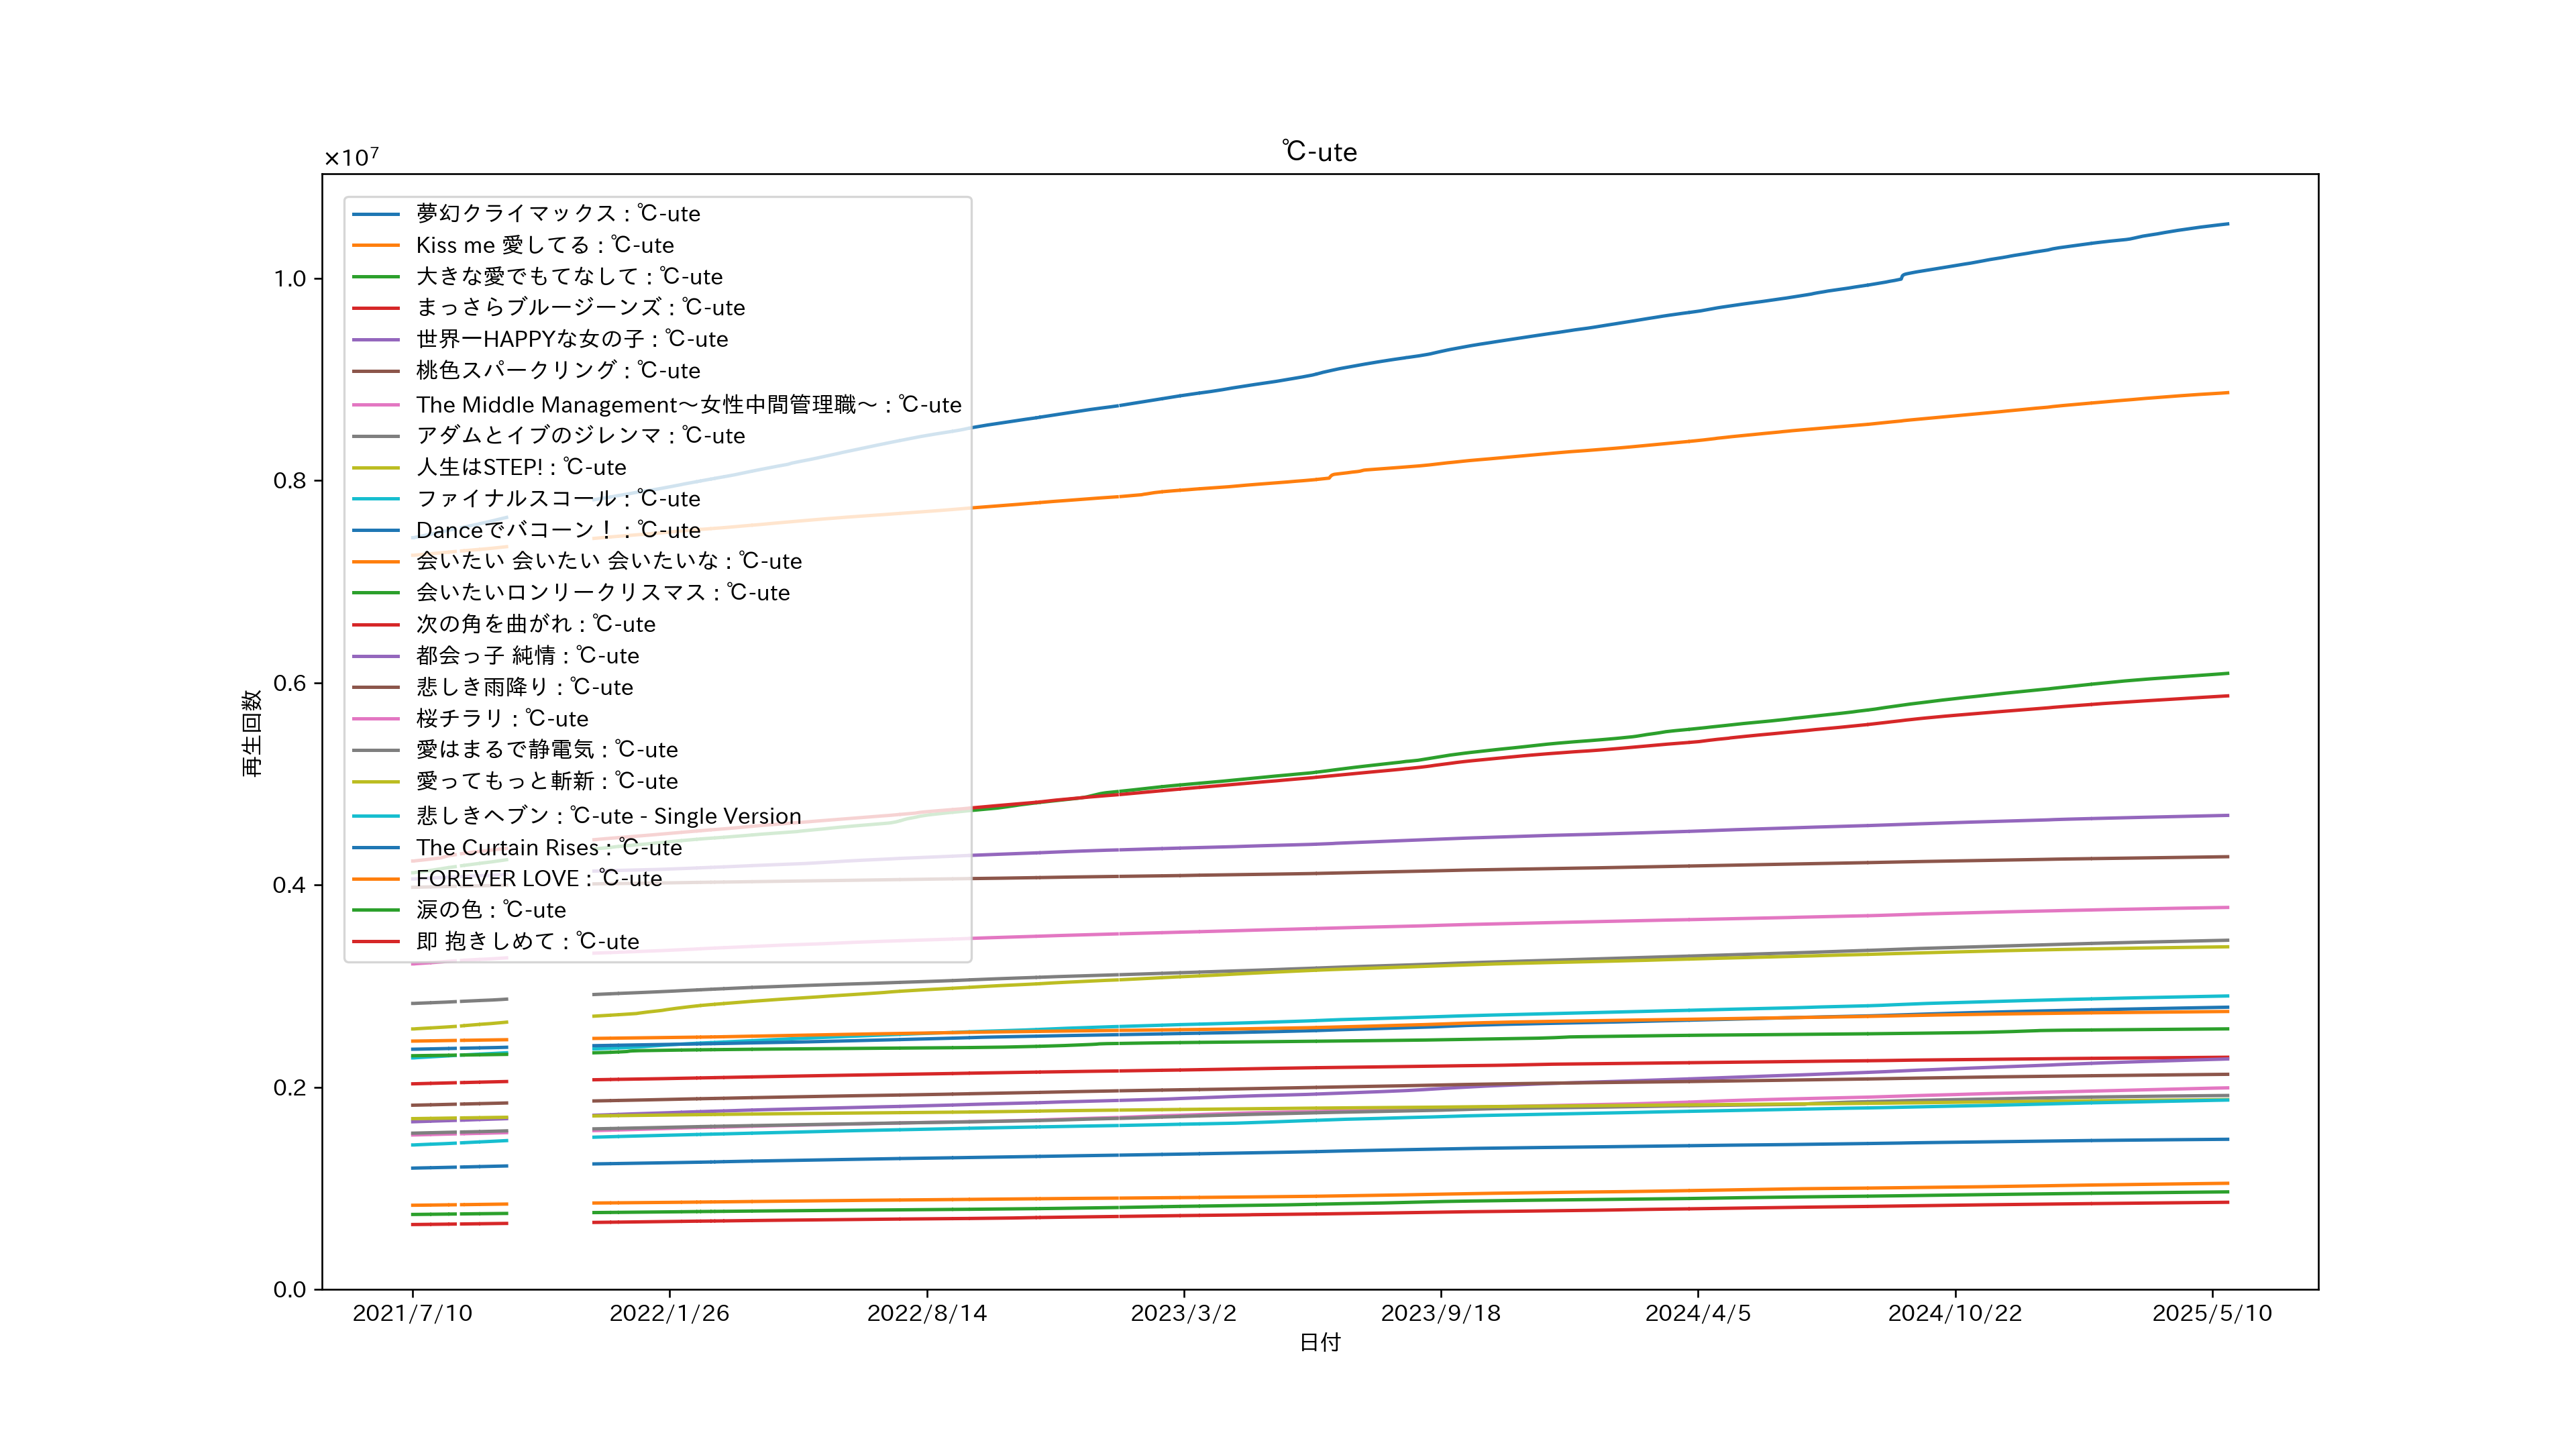 ℃-ute
×10⁷
夢幻クライマックス : ℃-ute
Kiss me 愛してる : ℃-ute
大きな愛でもてなして : ℃-ute
まっさらブルージーンズ : ℃-ute
世界一HAPPYな女の子 : ℃-ute
桃色スパークリング : ℃-ute
The Middle Management〜女性中間管理職〜 : ℃-ute
アダムとイブのジレンマ : ℃-ute
人生はSTEP! : ℃-ute
ファイナルスコール : ℃-ute
Danceでバコーン！ : ℃-ute
会いたい 会いたい 会いたいな : ℃-ute
会いたいロンリークリスマス : ℃-ute
次の角を曲がれ : ℃-ute
都会っ子 純情 : ℃-ute
悲しき雨降り : ℃-ute
桜チラリ : ℃-ute
愛はまるで静電気 : ℃-ute
愛ってもっと斬新 : ℃-ute
悲しきヘブン : ℃-ute - Single Version
The Curtain Rises : ℃-ute
FOREVER LOVE : ℃-ute
涙の色 : ℃-ute
即 抱きしめて : ℃-ute
1.0
0.8
0.6
0.4
0.2
0.0
再生回数
2021/7/10 2022/1/26 2022/8/14 2023/3/2 2023/9/18 2024/4/5 2024/10/22 2025/5/10
日付